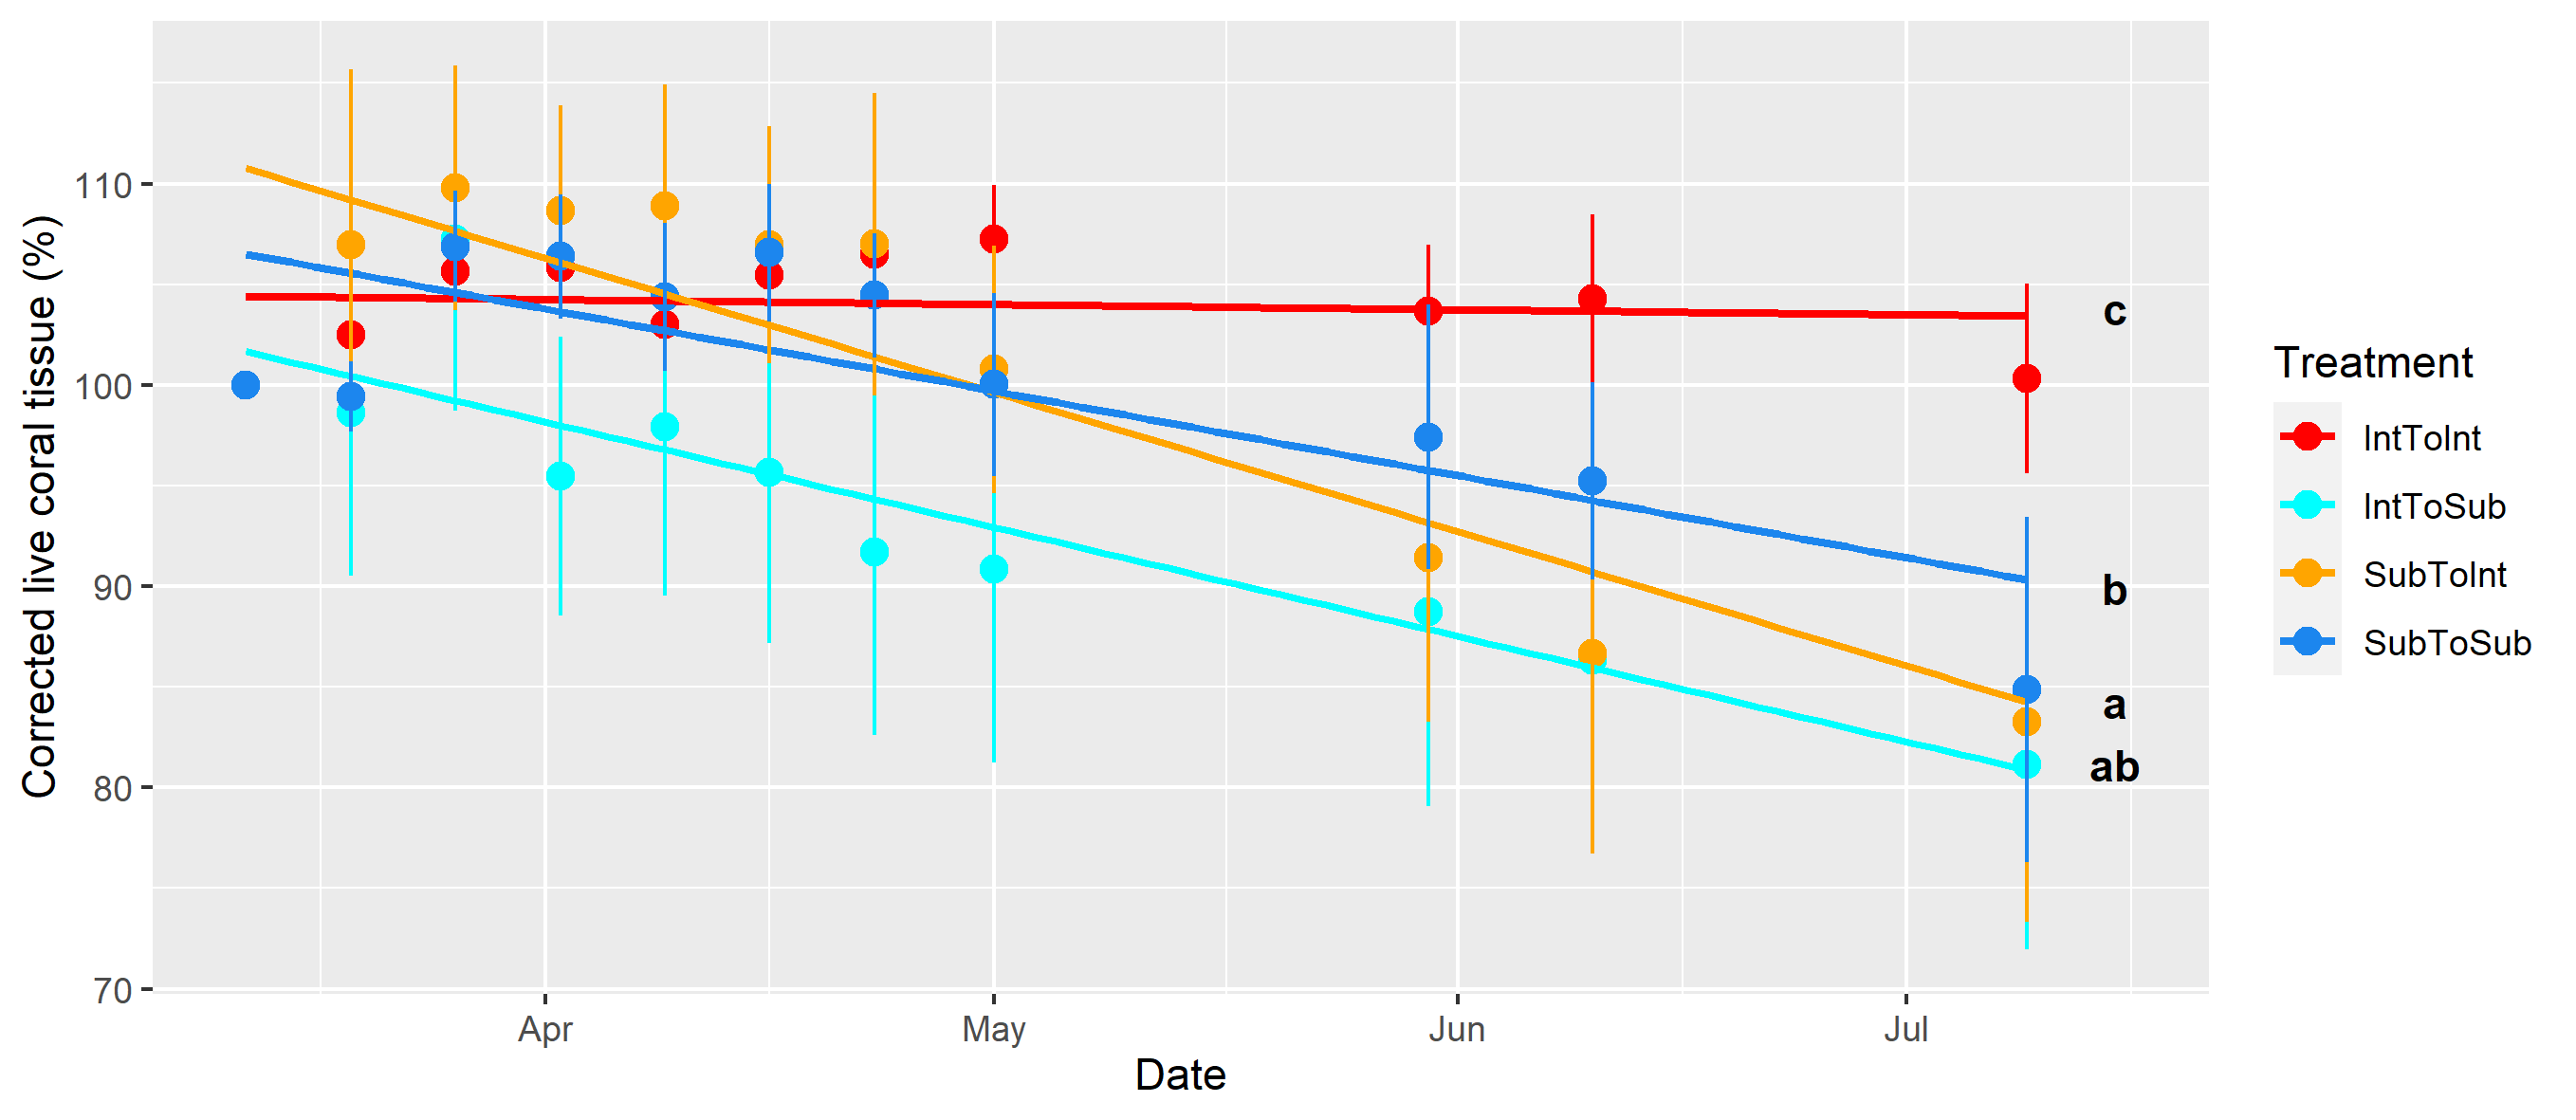 Corrected live coral tissue (%)
110
100
90
80
70
c
b
a
ab
Apr
May
Jun
Jul
Date
Treatment
IntToInt
IntToSub
SubToInt
SubToSub